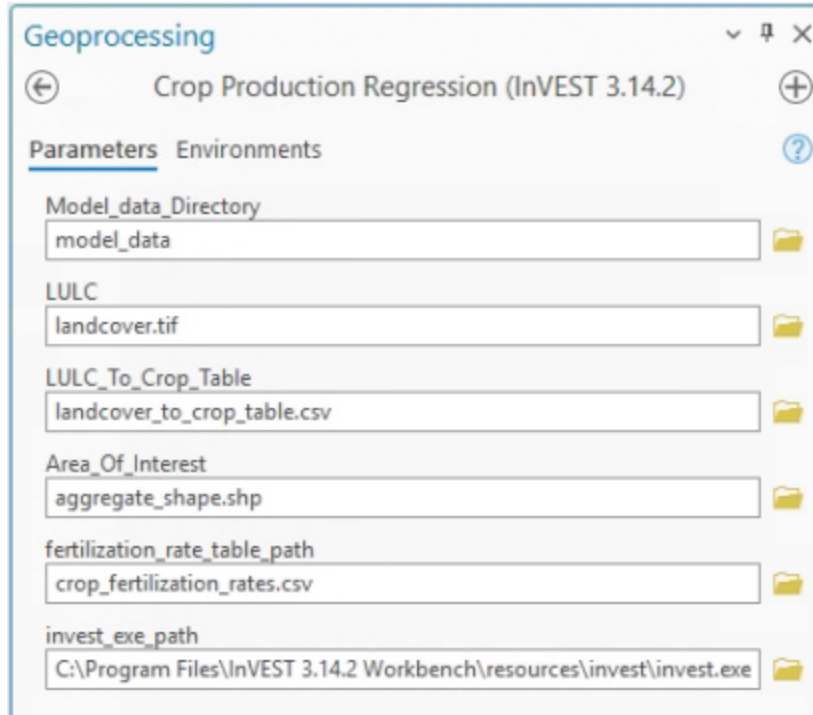 Geoprocessing
Crop Production Regression (InVEST 3.14.2)
Parameters Environments
?
Model_data_Directory
model_data
LULC
landcover.tif
LULC_To_Crop_Table
landcover_to_crop_table.csv
Area_Of_Interest
aggregate_shape.shp
fertilization_rate_table_path
crop_fertilization_rates.csv
invest_exe_path
C:\Program Files\InVEST 3.14.2 Workbench\resources\invest\invest.exe